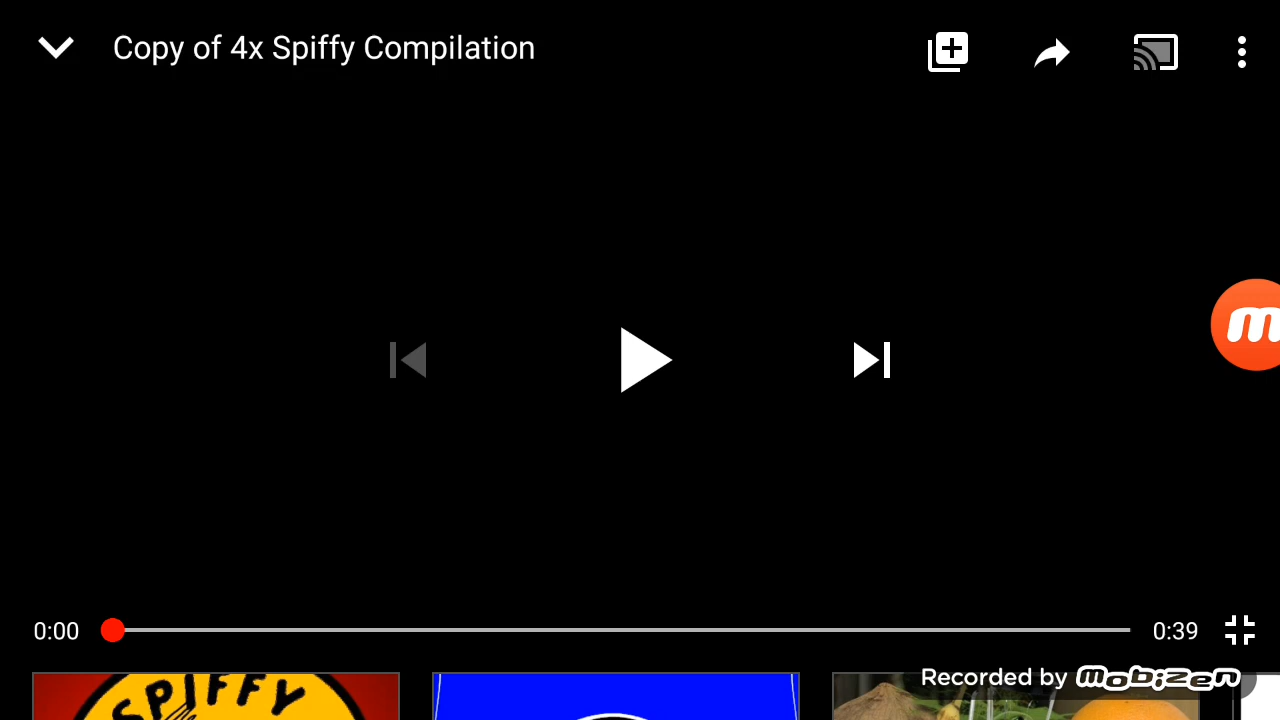 Copy of 4x Spiffy Compilation
0:00
0:39
SPIFFY
Recorded by mobizen
m